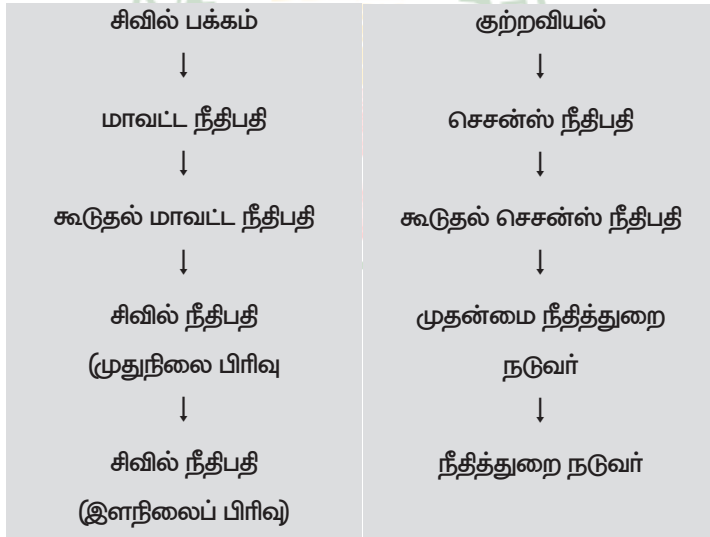 சிவில் பக்கம்
↓
மாவட்ட நீதிபதி
↓
கூடுதல் மாவட்ட நீதிபதி
↓
சிவில் நீதிபதி
(முதுநிலை பிரிவு
↓
சிவில் நீதிபதி
(இளநிலைப் பிரிவு)
குற்றவியல்
↓
செசன்ஸ் நீதிபதி
↓
கூடுதல் செசன்ஸ் நீதிபதி
↓
முதன்மை நீதித்துறை
நடுவர்
↓
நீதித்துறை நடுவர்